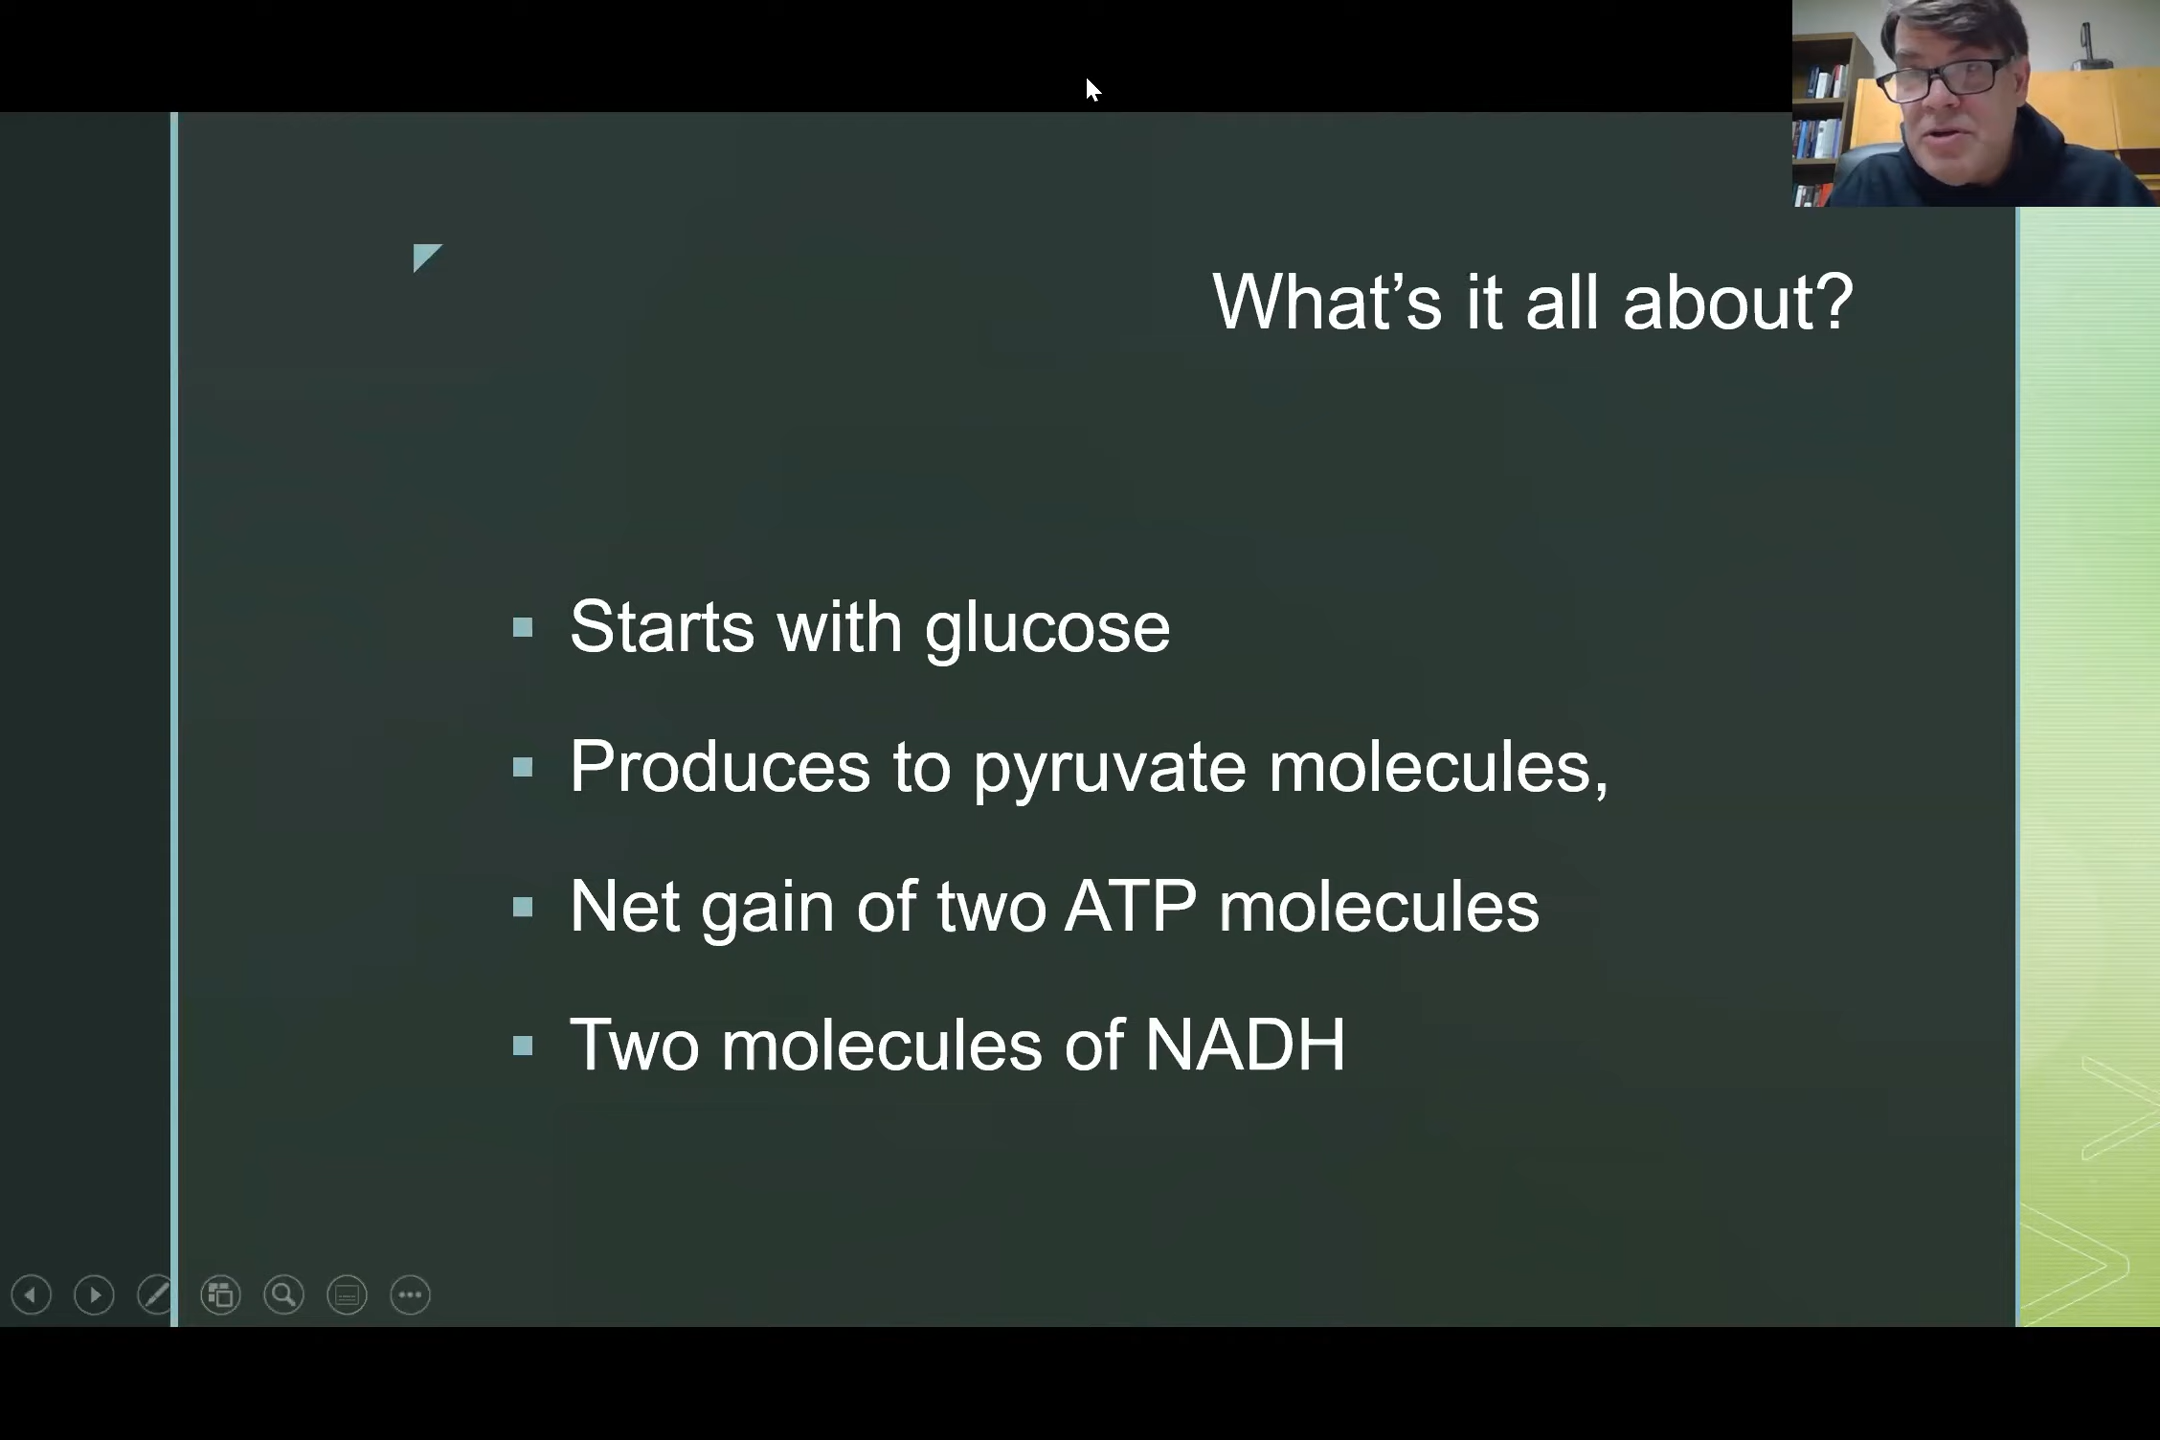 What’s it all about?
Starts with glucose
Produces to pyruvate molecules,
Net gain of two ATP molecules
Two molecules of NADH